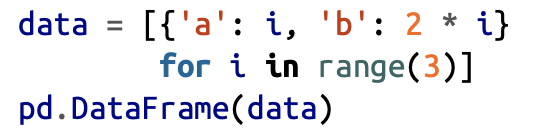 data = [{'a': i, 'b': 2 * i}
        for i in range(3)]
pd.DataFrame(data)